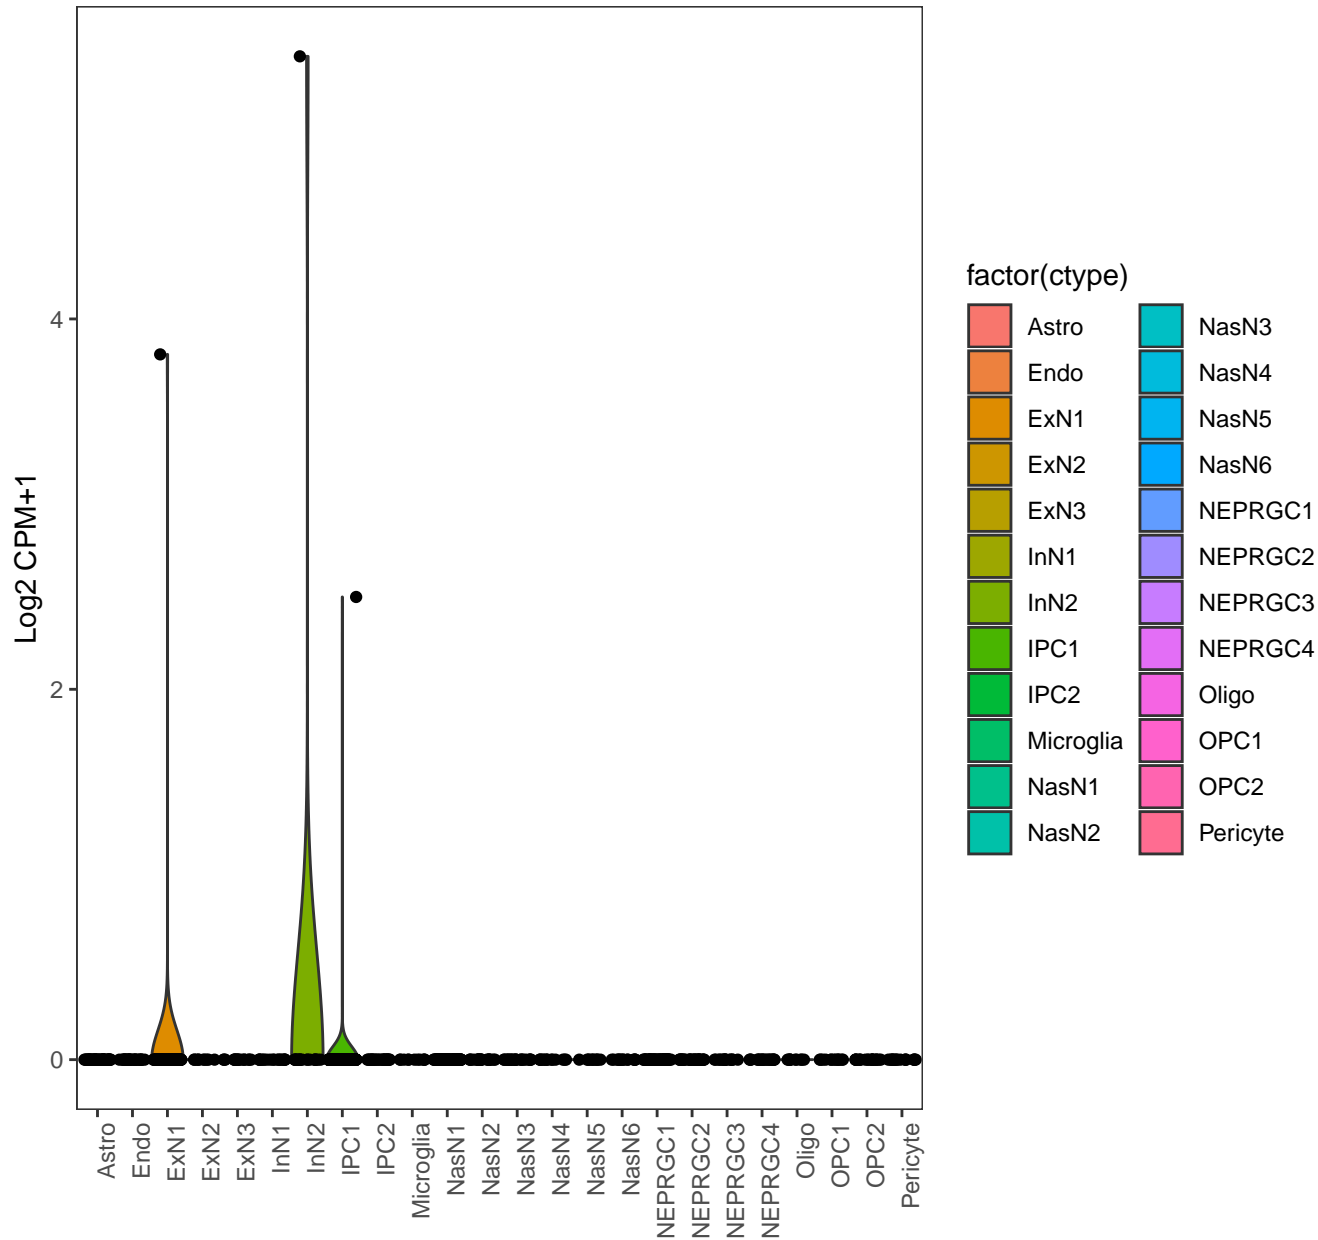 Log2 CPM+1
4
2
0
Astro
Endo
ExN1
ExN2
ExN3
InN1
InN2
IPC1
IPC2
Microglia
NasN1
NasN2
NasN3
NasN4
NasN5
NasN6
NEPRGC1
NEPRGC2
NEPRGC3
NEPRGC4
Oligo
OPC1
OPC2
Pericyte
factor(ctype)
Astro
Endo
ExN1
ExN2
ExN3
InN1
InN2
IPC1
IPC2
Microglia
NasN1
NasN2
NasN3
NasN4
NasN5
NasN6
NEPRGC1
NEPRGC2
NEPRGC3
NEPRGC4
Oligo
OPC1
OPC2
Pericyte